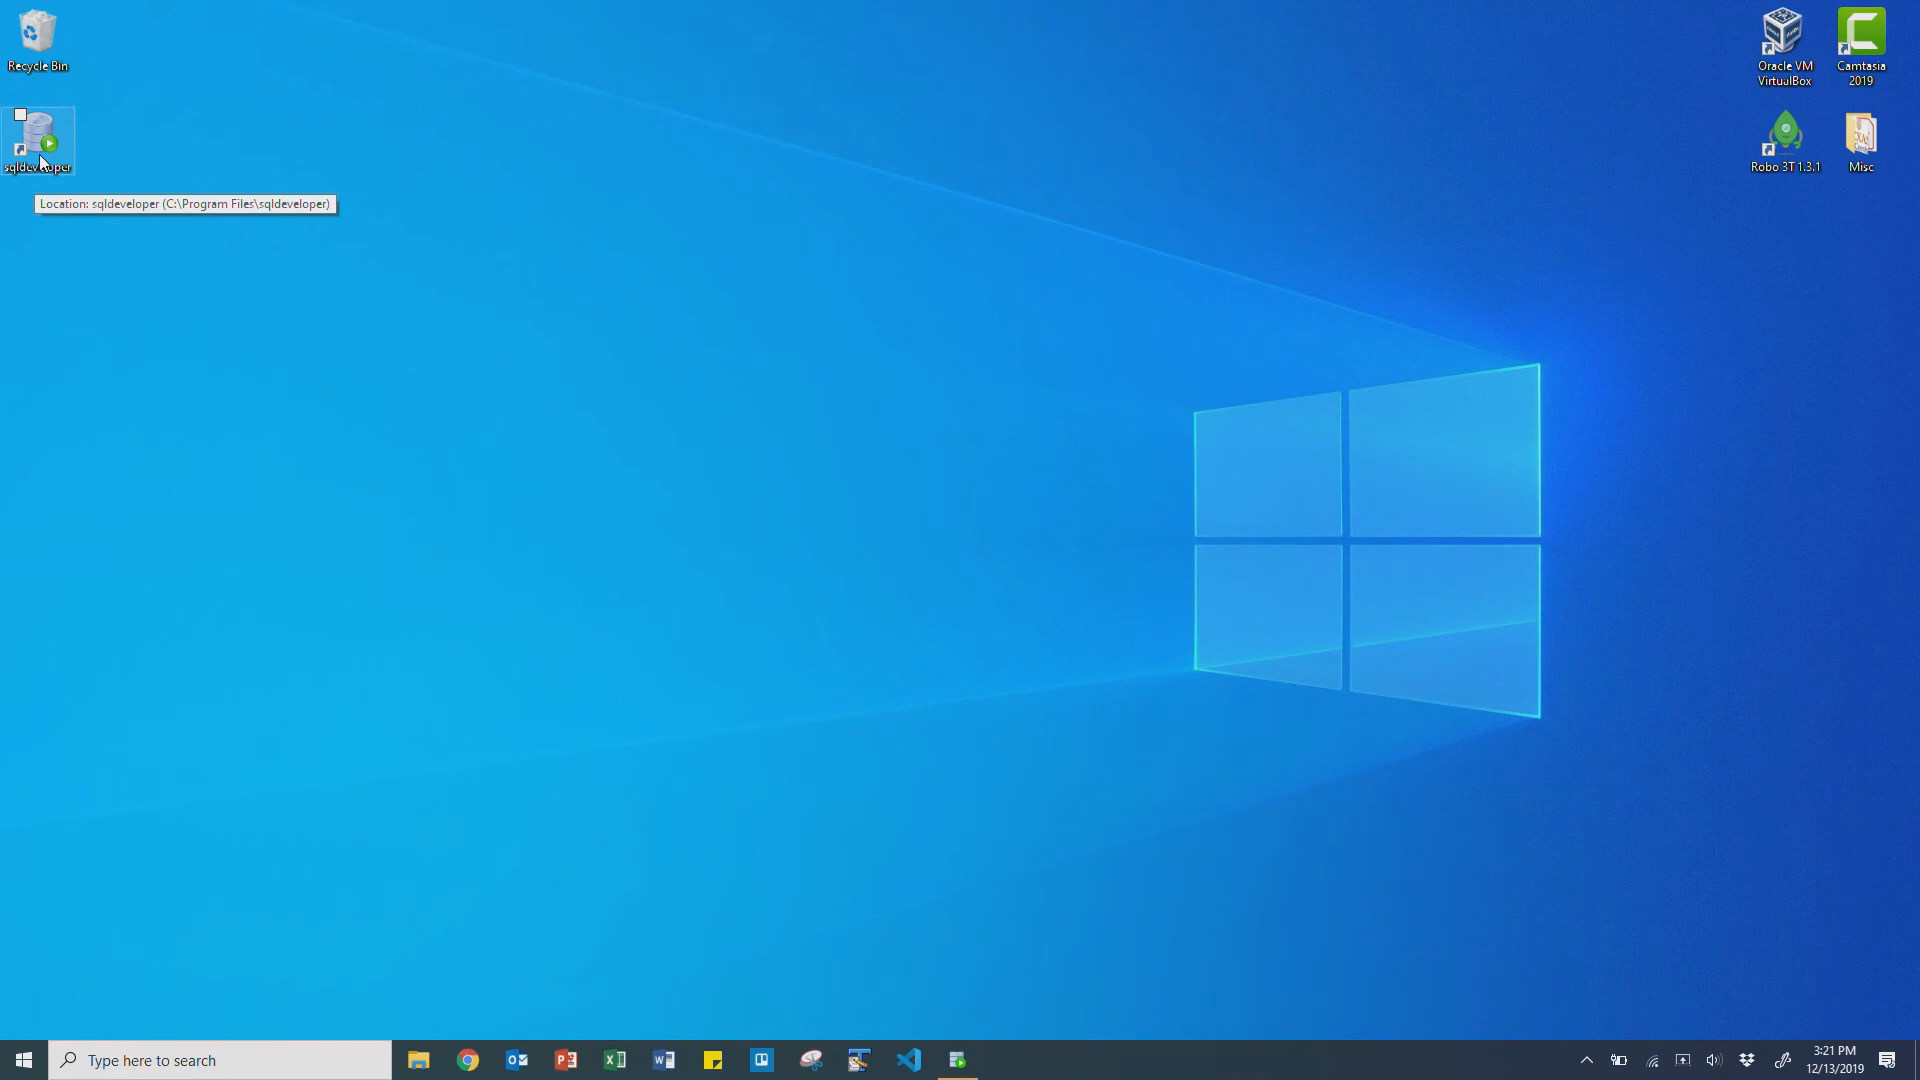 Recycle Bin
sqldeveloper
Location: sqldeveloper (C:\Program Files\sqldeveloper)
Oracle VM
VirtualBox
Camtasia
2019
Robo 3T 1.3.1
Misc
Type here to search
3:21 PM
12/13/2019